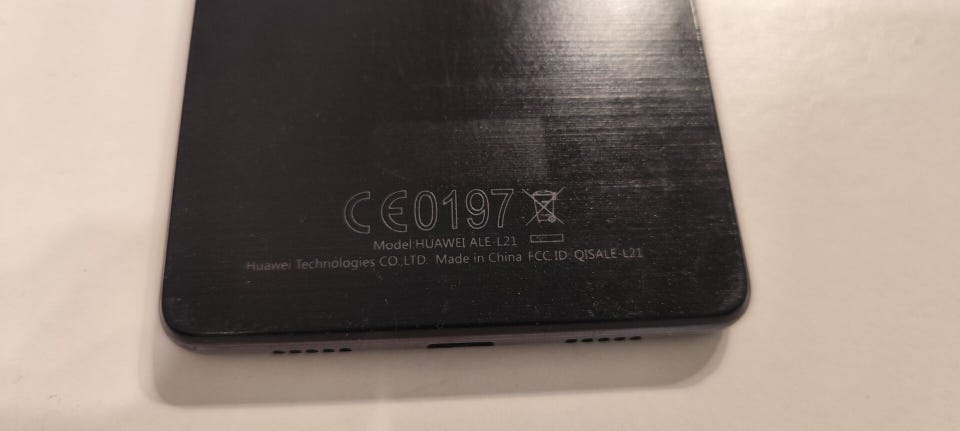 CE0197
Model:HUAWEI ALE-L21
Huawei Technologies CO.,LTD. Made in China FCC ID: QISALE-L21